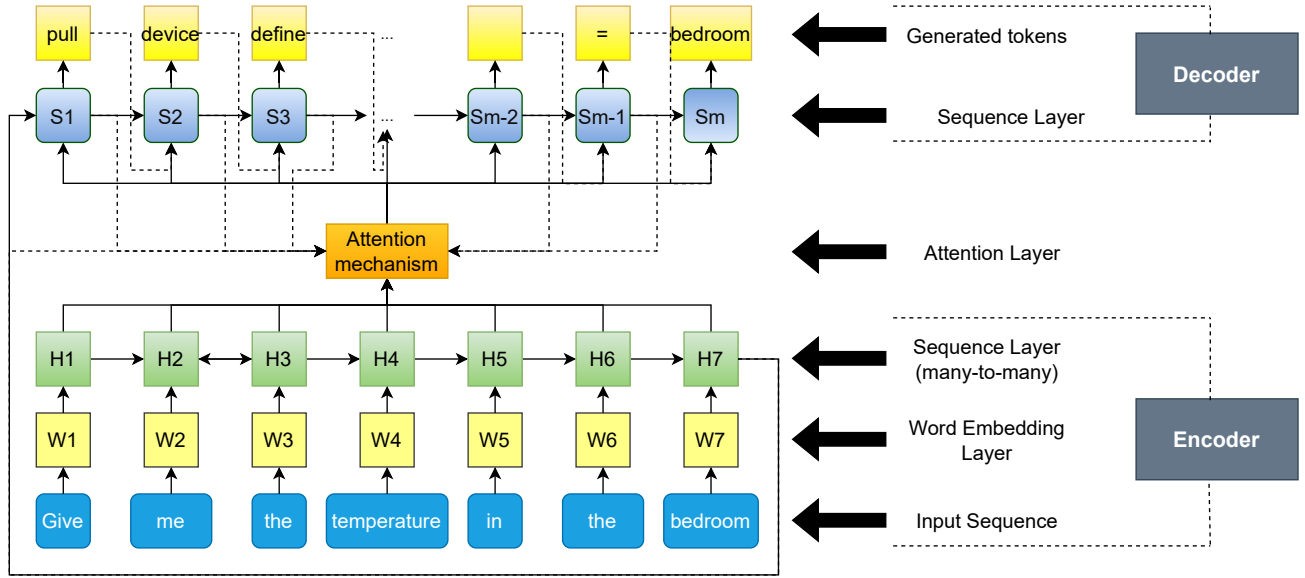 pull device define ... = bedroom
Generated tokens
Decoder
S1 S2 S3 ... Sm-2 Sm-1 Sm
Sequence Layer
Attention
mechanism
Attention Layer
H1 H2 H3 H4 H5 H6 H7
Sequence Layer
(many-to-many)
W1 W2 W3 W4 W5 W6 W7
Word Embedding
Layer
Encoder
Give me the temperature in the bedroom
Input Sequence